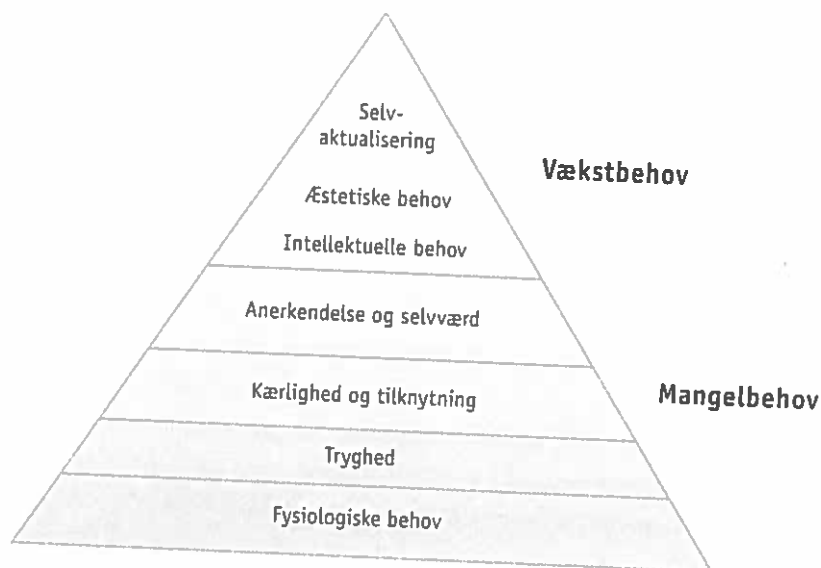 Selv-
aktualisering
Vækstbehov
Æstetiske behov
Intellektuelle behov
Anerkendelse og selvværd
Kærlighed og tilknytning
Mangelbehov
Tryghed
Fysiologiske behov